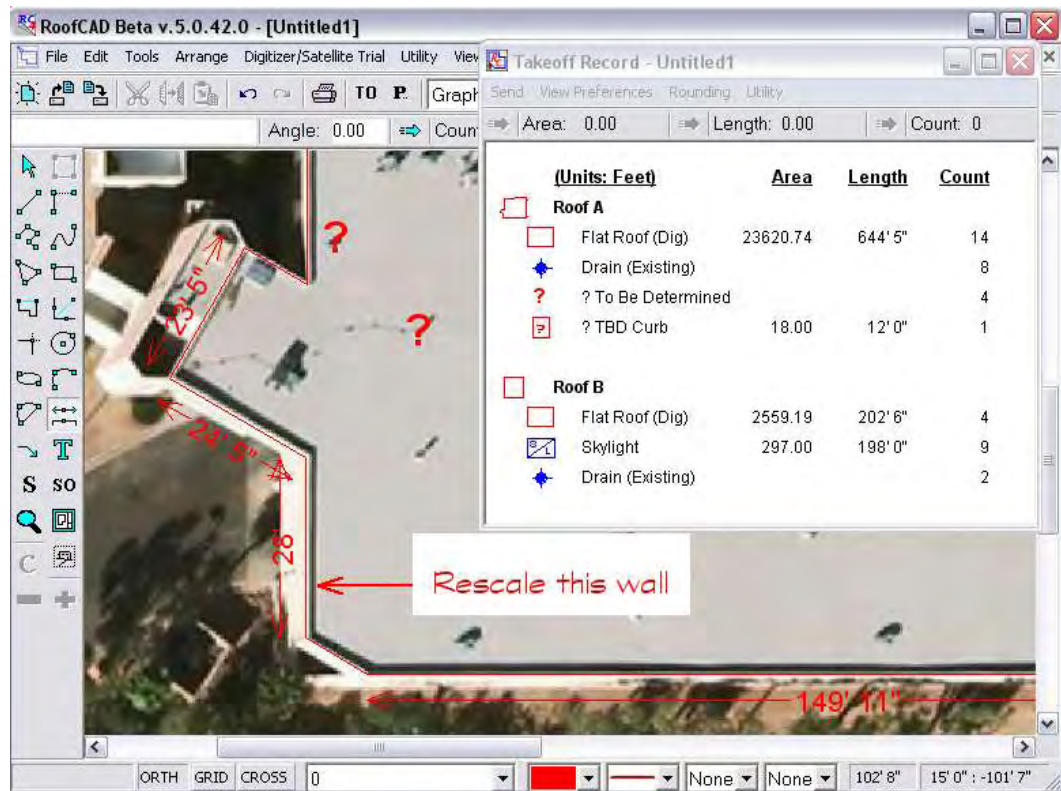 RoofCAD Beta v.5.0.42.0 - [Untitled1]
File Edit Tools Arrange Digitizer/Satellite Trial Utility View
TO P. Graph
Angle: 0.00 Coun
Takeoff Record - Untitled1
Send View Preferences Rounding Utility
Area: 0.00 Length: 0.00 Count: 0
(Units: Feet) Area Length Count
Roof A
Flat Roof (Dig) 23620.74 644' 5" 14
Drain (Existing) 8
? ? To Be Determined 4
? ? TBD Curb 18.00 12' 0" 1
Roof B
Flat Roof (Dig) 2559.19 202' 6" 4
S/L Skylight 297.00 198' 0" 9
Drain (Existing) 2
T
S SO
C
?
?
23' 5"
24' 5"
28'
Rescale this wall
149' 11"
ORTH GRID CROSS 0 None None 102' 8" 15' 0" : -101' 7"